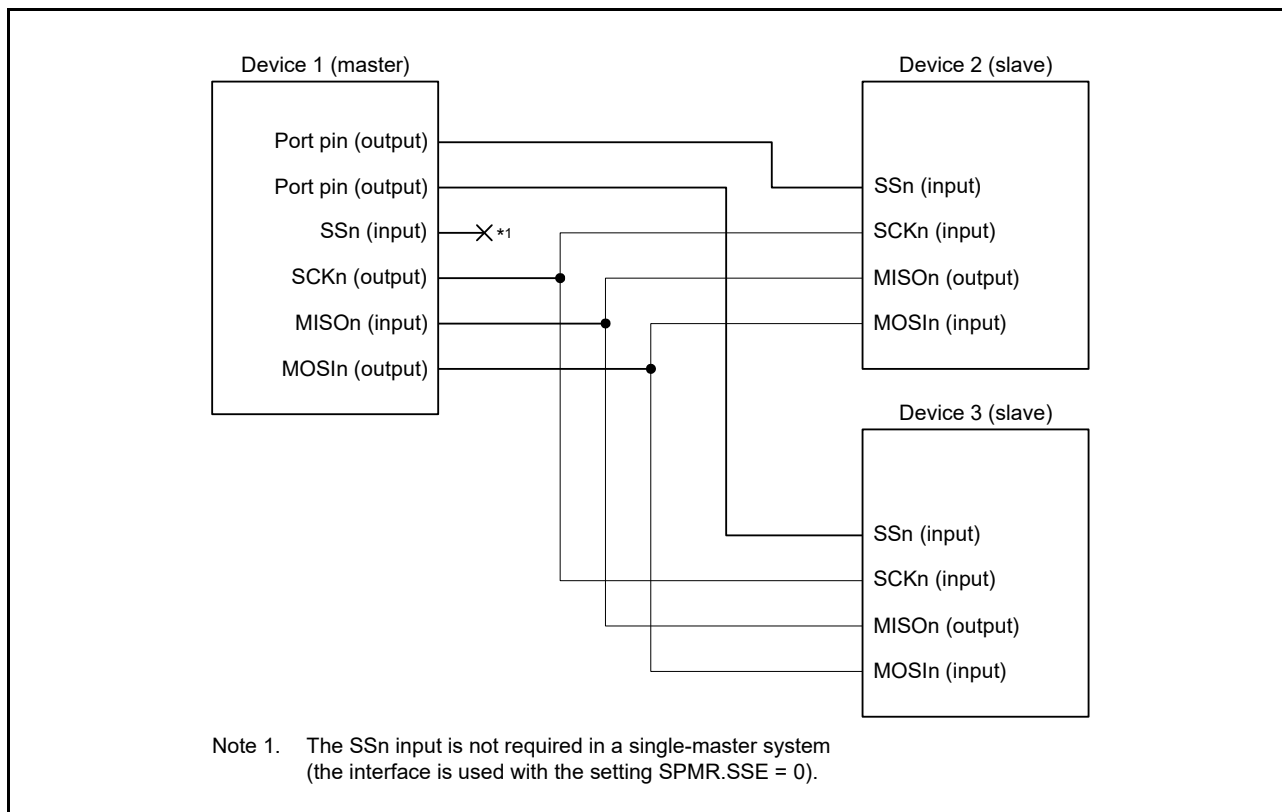 Device 1 (master)
Port pin (output)
Port pin (output)
SSn (input)
*1
SCKn (output)
MISOn (input)
MOSIn (output)
Device 2 (slave)
SSn (input)
SCKn (input)
MISOn (output)
MOSIn (input)
Device 3 (slave)
SSn (input)
SCKn (input)
MISOn (output)
MOSIn (input)
Note 1. The SSn input is not required in a single-master system
(the interface is used with the setting SPMR.SSE = 0).